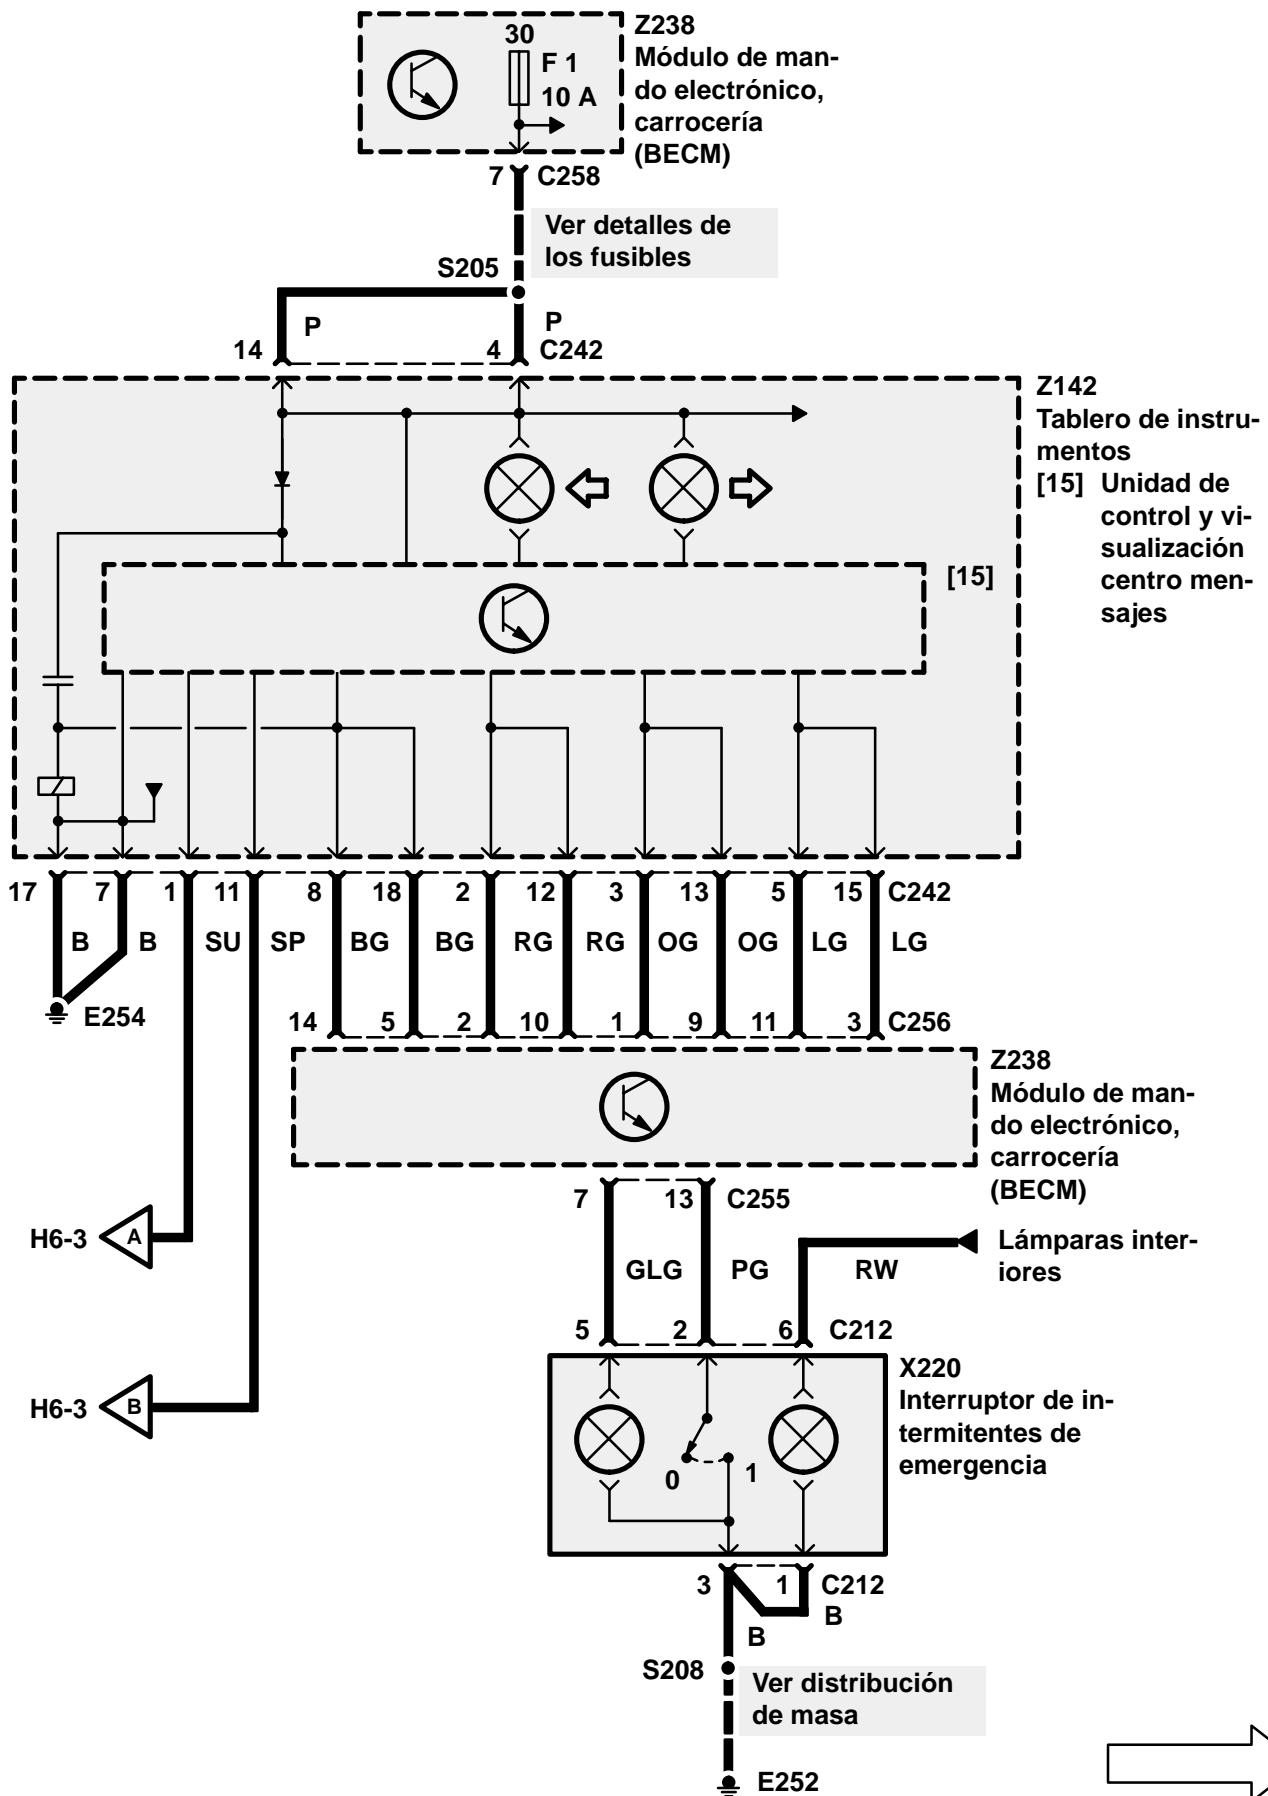 30
F 1
10 A
Z238
Módulo de man-
do electrónico,
carrocería
(BECM)
7 C258
Ver detalles de
los fusibles
S205
P P
14 4 C242
Z142
Tablero de instru-
mentos
[15] Unidad de
control y vi-
sualización
centro men-
sajes
[15]
17 7 1 11 8 18 2 12 3 13 5 15 C242
B B SU SP BG BG RG RG OG OG LG LG
E254
14 5 2 10 1 9 11 3 C256
Z238
Módulo de man-
do electrónico,
carrocería
(BECM)
7 13 C255
H6-3 A
Lámparas inter-
iores
GLG PG RW
5 2 6 C212
H6-3 B
X220
Interruptor de in-
termitentes de
emergencia
0 1
3 1 C212
B
B
S208
Ver distribución
de masa
E252